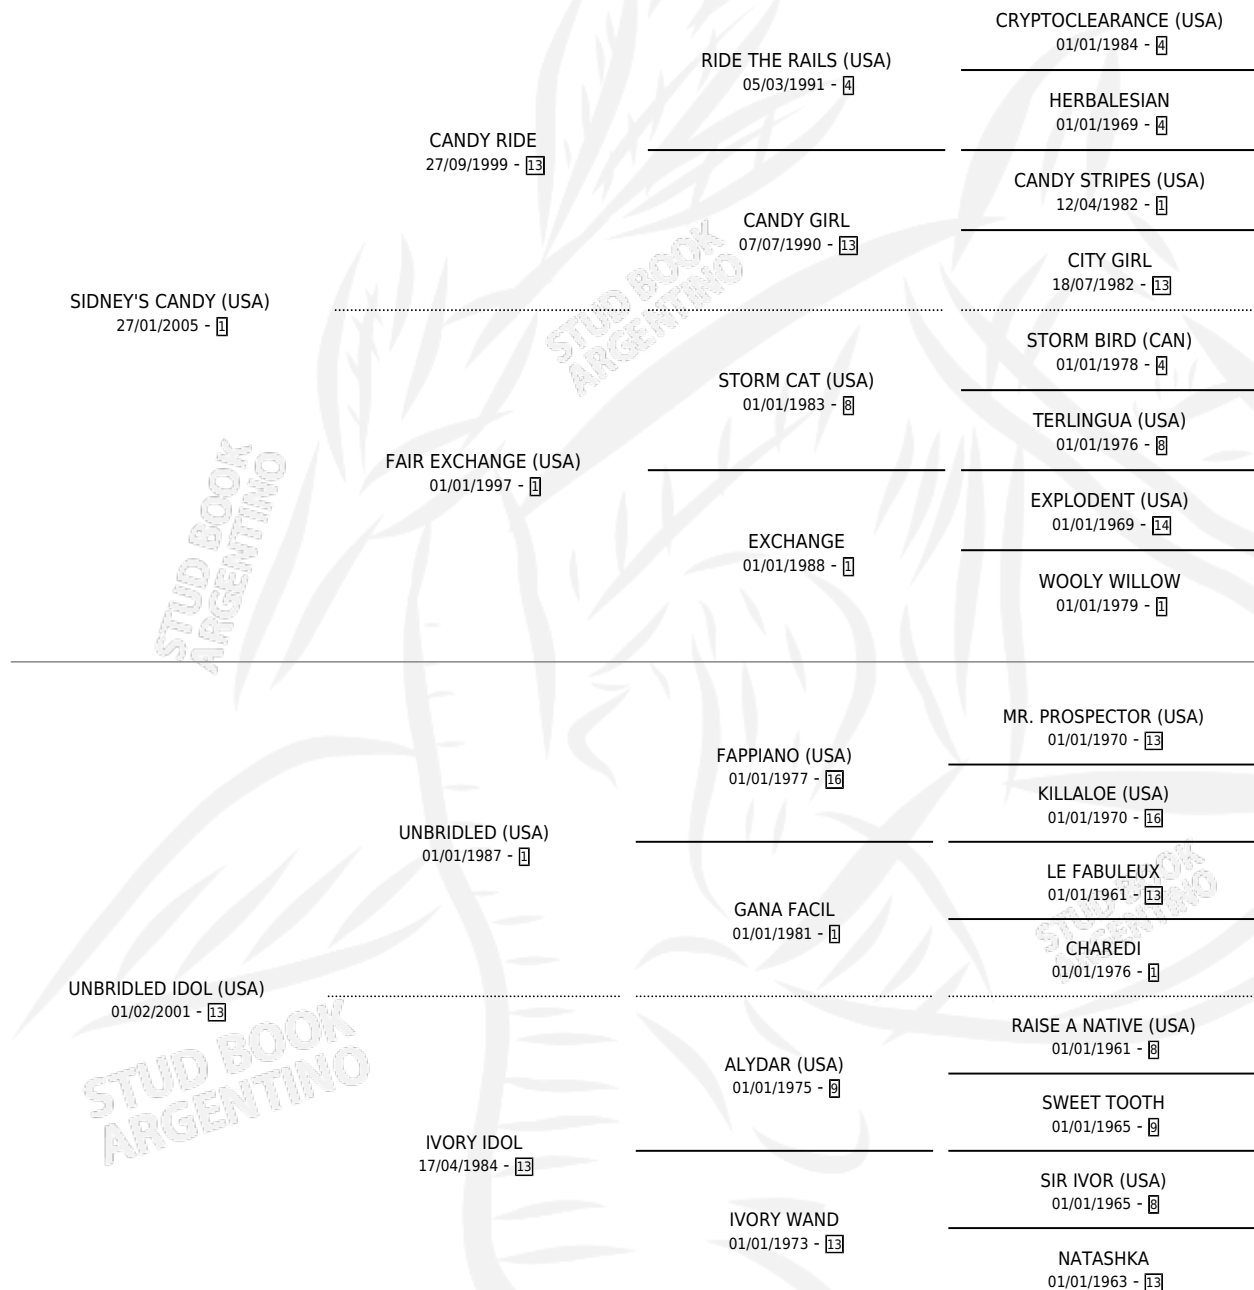 CRYPTOCLEARANCE (USA)
01/01/1984 - 4
RIDE THE RAILS (USA)
05/03/1991 - 4
HERBALESIAN
01/01/1969 - 4
CANDY RIDE
27/09/1999 - 13
CANDY STRIPES (USA)
12/04/1982 - 1
CANDY GIRL
07/07/1990 - 13
CITY GIRL
18/07/1982 - 13
SIDNEY'S CANDY (USA)
27/01/2005 - 1
STORM BIRD (CAN)
01/01/1978 - 4
STORM CAT (USA)
01/01/1983 - 8
TERLINGUA (USA)
01/01/1976 - 8
FAIR EXCHANGE (USA)
01/01/1997 - 1
EXPLODENT (USA)
01/01/1969 - 14
EXCHANGE
01/01/1988 - 1
WOOLY WILLOW
01/01/1979 - 1
MR. PROSPECTOR (USA)
01/01/1970 - 13
FAPPIANO (USA)
01/01/1977 - 16
KILLALOE (USA)
01/01/1970 - 16
UNBRIDLED (USA)
01/01/1987 - 1
LE FABULEUX
01/01/1961 - 13
GANA FACIL
01/01/1981 - 1
CHAREDI
01/01/1976 - 1
UNBRIDLED IDOL (USA)
01/02/2001 - 13
RAISE A NATIVE (USA)
01/01/1961 - 8
ALYDAR (USA)
01/01/1975 - 9
SWEET TOOTH
01/01/1965 - 9
IVORY IDOL
17/04/1984 - 13
SIR IVOR (USA)
01/01/1965 - 8
IVORY WAND
01/01/1973 - 13
NATASHKA
01/01/1963 - 13
STUD BOOK
ARGENTINO
STUD BOOK
ARGENTINO
STUD BOOK
ARGENTINO
STUD BOOK
ARGENTINO